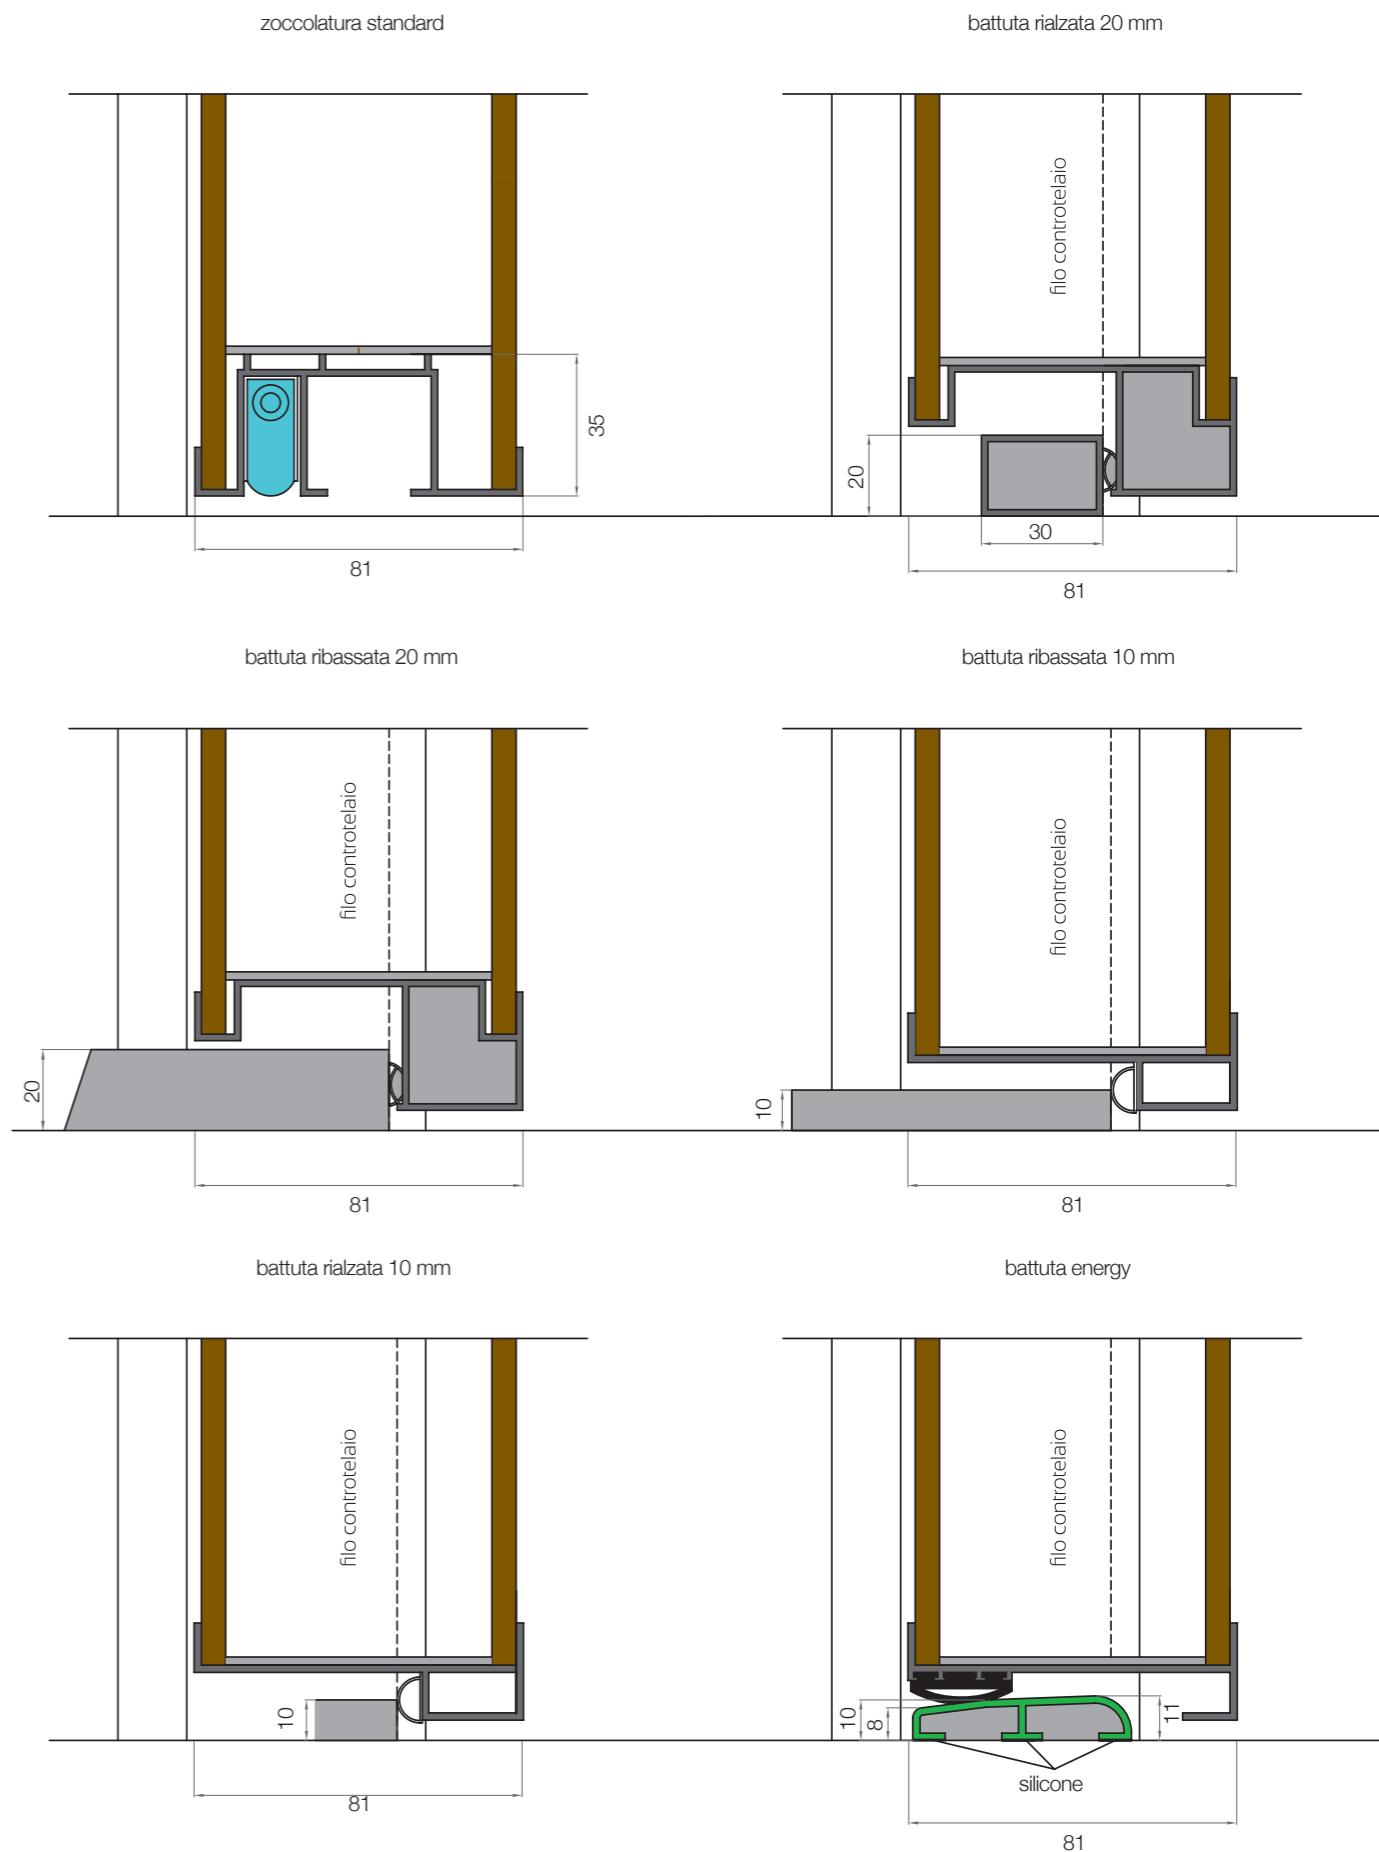 zoccolatura standard
battuta rialzata 20 mm
35
81
filo controtelaio
20
30
81
battuta ribassata 20 mm
battuta ribassata 10 mm
filo controtelaio
20
81
filo controtelaio
10
81
battuta rialzata 10 mm
battuta energy
filo controtelaio
10
81
filo controtelaio
10
8
11
silicone
81